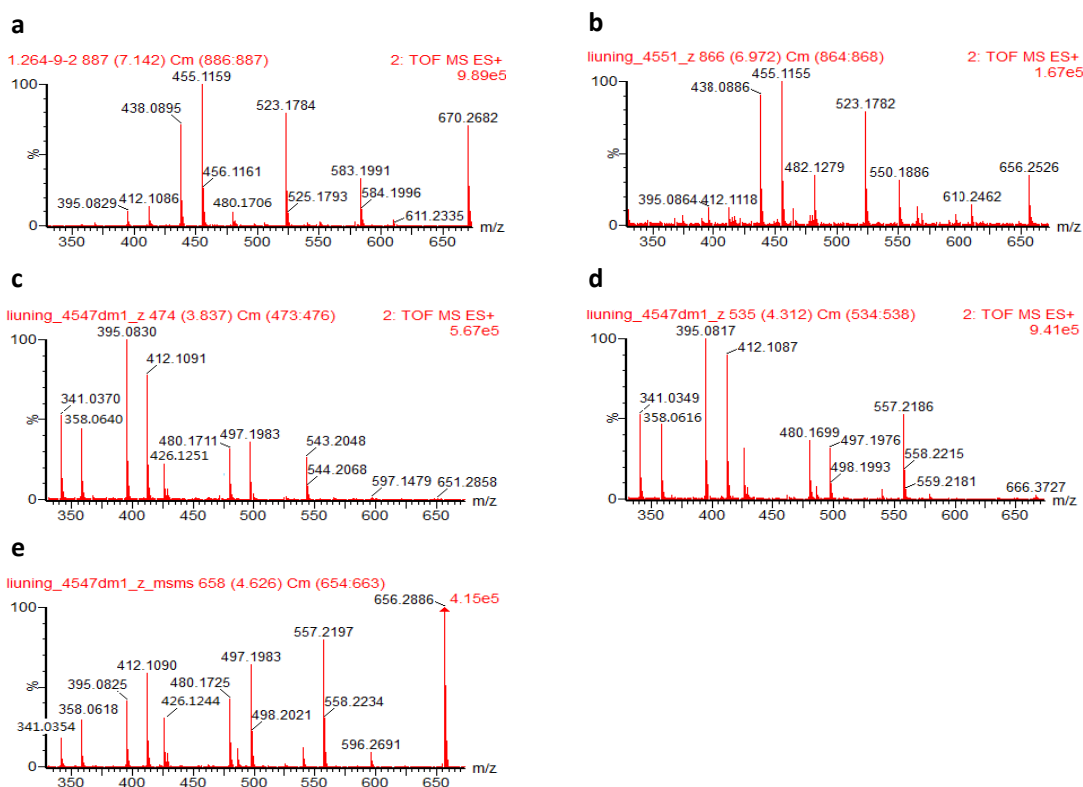 a
1.264-9-2 887 (7.142) Cm (886:887)
2: TOF MS ES+
9.89e5
100
%
0
455.1159
438.0895
523.1784
670.2682
456.1161
583.1991
395.0829
412.1086
480.1706
525.1793
584.1996
611.2335
350 400 450 500 550 600 650 m/z
b
liuning_4551_z 866 (6.972) Cm (864:868)
2: TOF MS ES+
1.67e5
100
%
0
455.1155
438.0886
523.1782
482.1279
550.1886
656.2526
395.0864
412.1118
610.2462
350 400 450 500 550 600 650 m/z
c
liuning_4547dm1_z 474 (3.837) Cm (473:476)
2: TOF MS ES+
5.67e5
100
%
0
395.0830
412.1091
341.0370
358.0640
480.1711
497.1983
426.1251
543.2048
544.2068
597.1479
651.2858
350 400 450 500 550 600 650 m/z
d
liuning_4547dm1_z 535 (4.312) Cm (534:538)
2: TOF MS ES+
9.41e5
100
%
0
395.0817
412.1087
341.0349
358.0616
480.1699
497.1976
498.1993
557.2186
558.2215
559.2181
666.3727
350 400 450 500 550 600 650 m/z
e
liuning_4547dm1_z_msms 658 (4.626) Cm (654:663)
4.15e5
100
%
0
656.2886
557.2197
412.1090
497.1983
395.0825
480.1725
358.0618
426.1244
558.2234
498.2021
341.0354
596.2691
350 400 450 500 550 600 650 m/z